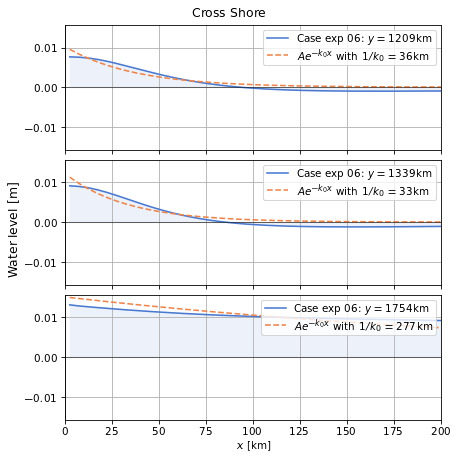 Cross Shore
0.01
0.00
−0.01
Case exp 06: y = 1209km
Ae^{−k₀x} with 1/k₀ = 36km
Water level [m]
0.01
0.00
−0.01
Case exp 06: y = 1339km
Ae^{−k₀x} with 1/k₀ = 33km
0.01
0.00
−0.01
Case exp 06: y = 1754km
Ae^{−k₀x} with 1/k₀ = 277km
0 25 50 75 100 125 150 175 200
x [km]